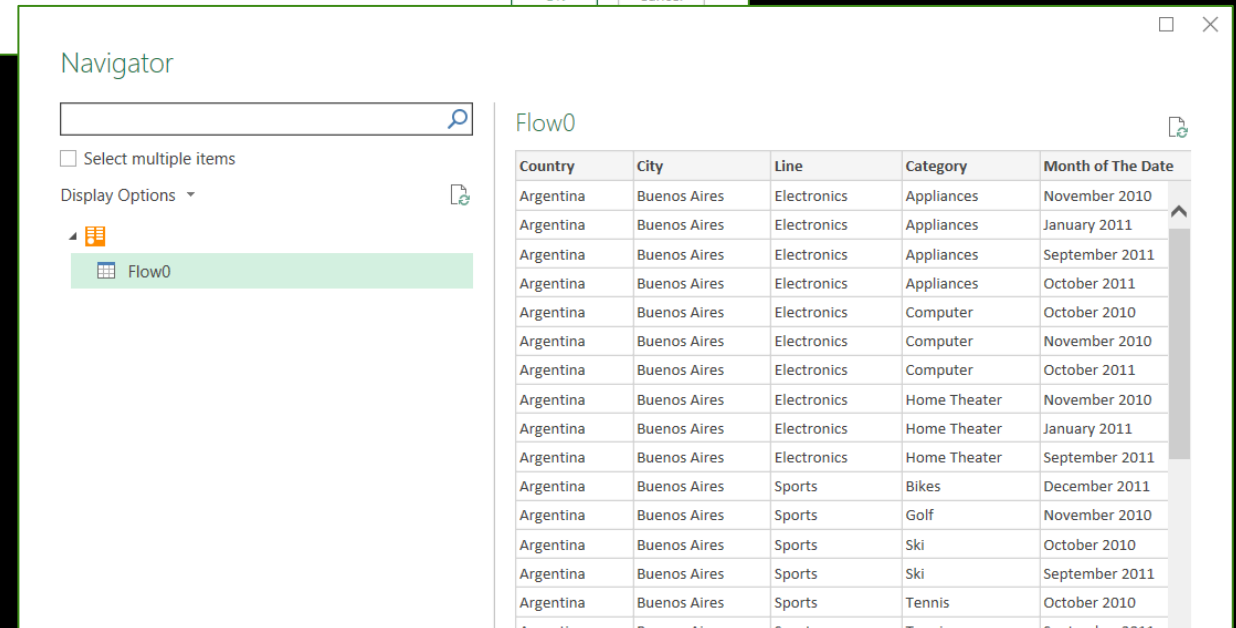 Navigator
Select multiple items
Display Options
Flow0
Flow0
Country City Line Category Month of The Date
Argentina Buenos Aires Electronics Appliances November 2010
Argentina Buenos Aires Electronics Appliances January 2011
Argentina Buenos Aires Electronics Appliances September 2011
Argentina Buenos Aires Electronics Appliances October 2011
Argentina Buenos Aires Electronics Computer October 2010
Argentina Buenos Aires Electronics Computer November 2010
Argentina Buenos Aires Electronics Computer October 2011
Argentina Buenos Aires Electronics Home Theater November 2010
Argentina Buenos Aires Electronics Home Theater January 2011
Argentina Buenos Aires Electronics Home Theater September 2011
Argentina Buenos Aires Sports Bikes December 2011
Argentina Buenos Aires Sports Golf November 2010
Argentina Buenos Aires Sports Ski October 2010
Argentina Buenos Aires Sports Ski September 2011
Argentina Buenos Aires Sports Tennis October 2010